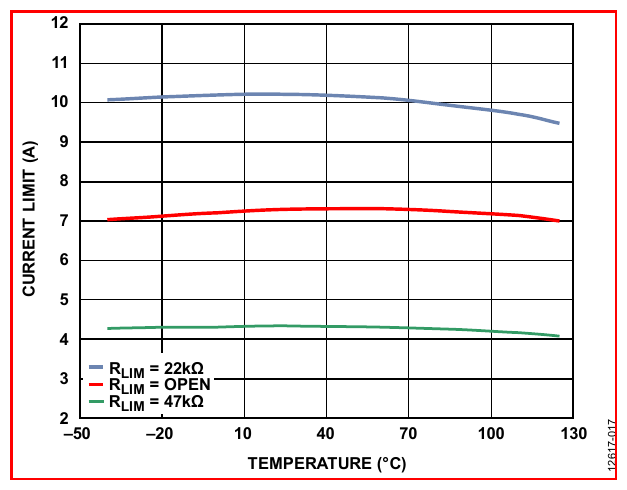 12
11
10
9
8
7
6
5
4
3
2
CURRENT LIMIT (A)
RLIM = 22kΩ
RLIM = OPEN
RLIM = 47kΩ
–50 –20 10 40 70 100 130
TEMPERATURE (°C)
12617-017